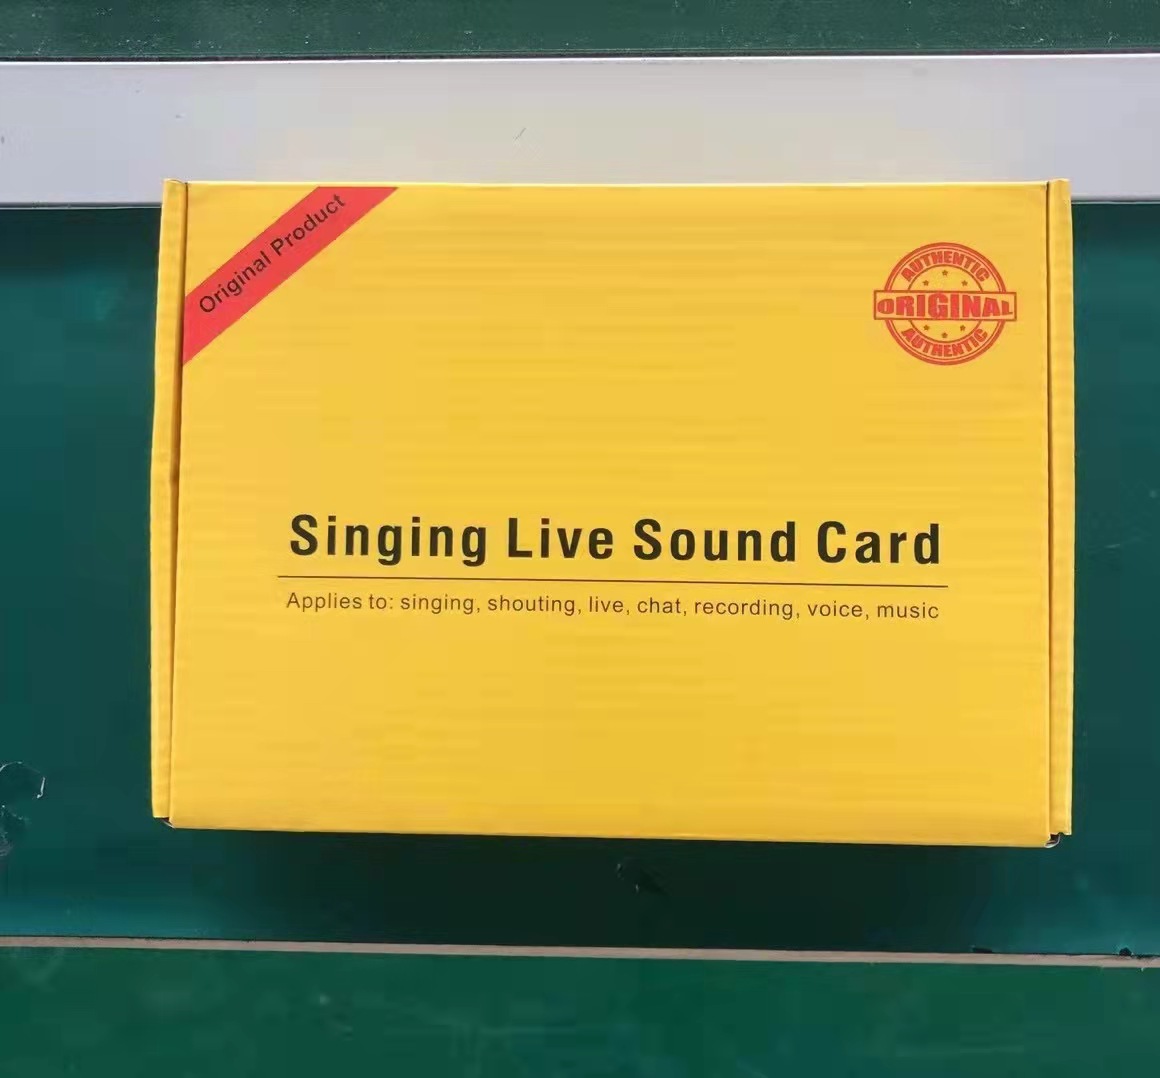 Original Product
AUTHENTIC
ORIGINAL
AUTHENTIC
Singing Live Sound Card
Applies to: singing, shouting, live, chat, recording, voice, music